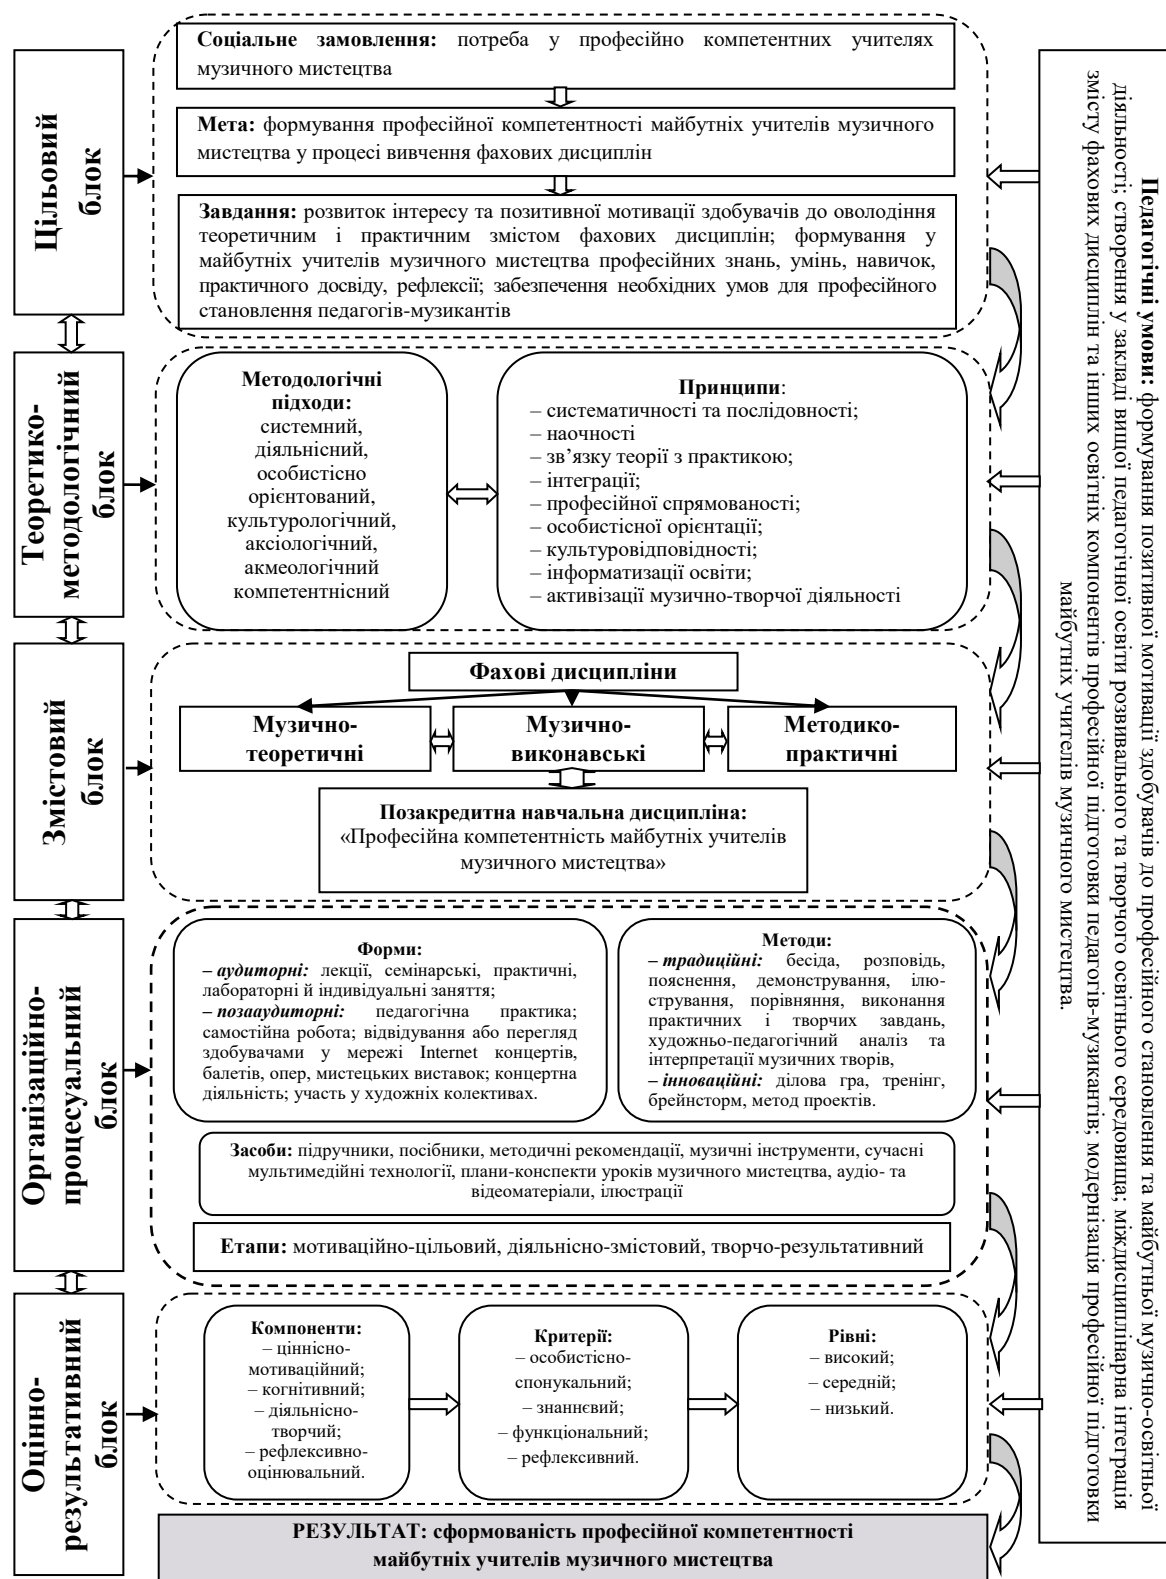 Цільовий
блок
Соціальне замовлення: потреба у професійно компетентних учителях
музичного мистецтва
Мета: формування професійної компетентності майбутніх учителів музичного
мистецтва у процесі вивчення фахових дисциплін
Завдання: розвиток інтересу та позитивної мотивації здобувачів до оволодіння
теоретичним і практичним змістом фахових дисциплін; формування у
майбутніх учителів музичного мистецтва професійних знань, умінь, навичок,
практичного досвіду, рефлексії; забезпечення необхідних умов для професійного
становлення педагогів-музикантів
Теоретико-
методологічний
блок
Методологічні
підходи:
системний,
діяльнісний,
особистісно
орієнтований,
культурологічний,
аксіологічний,
акмеологічний
компетентнісний
Принципи:
– систематичності та послідовності;
– наочності
– зв’язку теорії з практикою;
– інтеграції;
– професійної спрямованості;
– особистісної орієнтації;
– культуровідповідності;
– інформатизації освіти;
– активізації музично-творчої діяльності
Змістовий
блок
Фахові дисципліни
Музично-
теоретичні
Музично-
виконавські
Методико-
практичні
Позакредитна навчальна дисципліна:
«Професійна компетентність майбутніх учителів
музичного мистецтва»
Організаційно-
процесуальний
блок
Форми:
– аудиторні: лекції, семінарські, практичні,
лабораторні й індивідуальні заняття;
– позааудиторні: педагогічна практика;
самостійна робота; відвідування або перегляд
здобувачами у мережі Internet концертів,
балетів, опер, мистецьких виставок; концертна
діяльність; участь у художніх колективах.
Методи:
– традиційні: бесіда, розповідь,
пояснення, демонстрування, ілю-
стрування, порівняння, виконання
практичних і творчих завдань,
художньо-педагогічний аналіз та
інтерпретації музичних творів,
– інноваційні: ділова гра, тренінг,
брейнсторм, метод проектів.
Засоби: підручники, посібники, методичні рекомендації, музичні інструменти, сучасні
мультимедійні технології, плани-конспекти уроків музичного мистецтва, аудіо- та
відеоматеріали, ілюстрації
Етапи: мотиваційно-цільовий, діяльнісно-змістовий, творчо-результативний
Оцінно-
результативний
блок
Компоненти:
– ціннісно-
мотиваційний;
– когнітивний;
– діяльнісно-
творчий;
– рефлексивно-
оцінювальний.
Критерії:
– особистісно-
спонукальний;
– знаннєвий;
– функціональний;
– рефлексивний.
Рівні:
– високий;
– середній;
– низький.
РЕЗУЛЬТАТ: сформованість професійної компетентності
майбутніх учителів музичного мистецтва
Педагогічні умови: формування позитивної мотивації здобувачів до професійного становлення та майбутньої музично-освітньої
діяльності; створення у закладі вищої педагогічної освіти розвивального та творчого освітнього середовища; міждисциплінарна інтеграція
змісту фахових дисциплін та інших освітніх компонентів професійної підготовки педагогів-музикантів; модернізація професійної підготовки
майбутніх учителів музичного мистецтва.